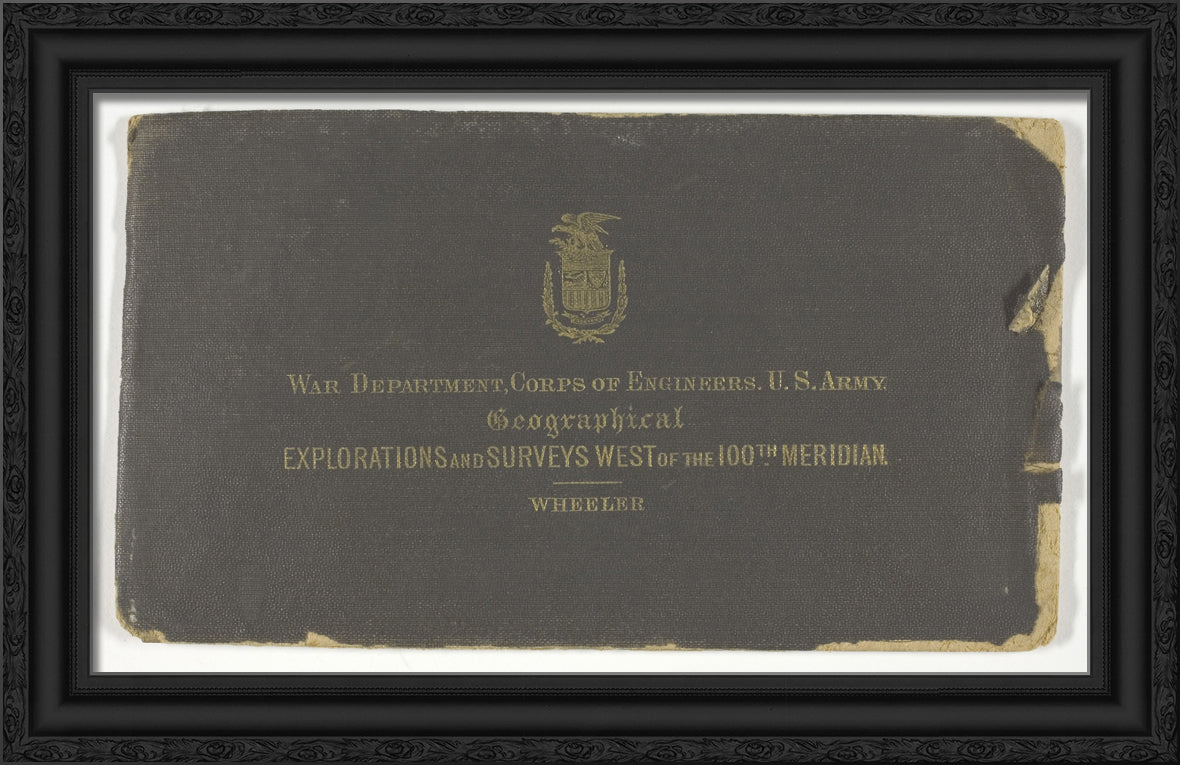 WAR DEPARTMENT, CORPS OF ENGINEERS. U.S. ARMY.
Geographical
EXPLORATIONS AND SURVEYS WEST OF THE 100TH MERIDIAN.
WHEELER